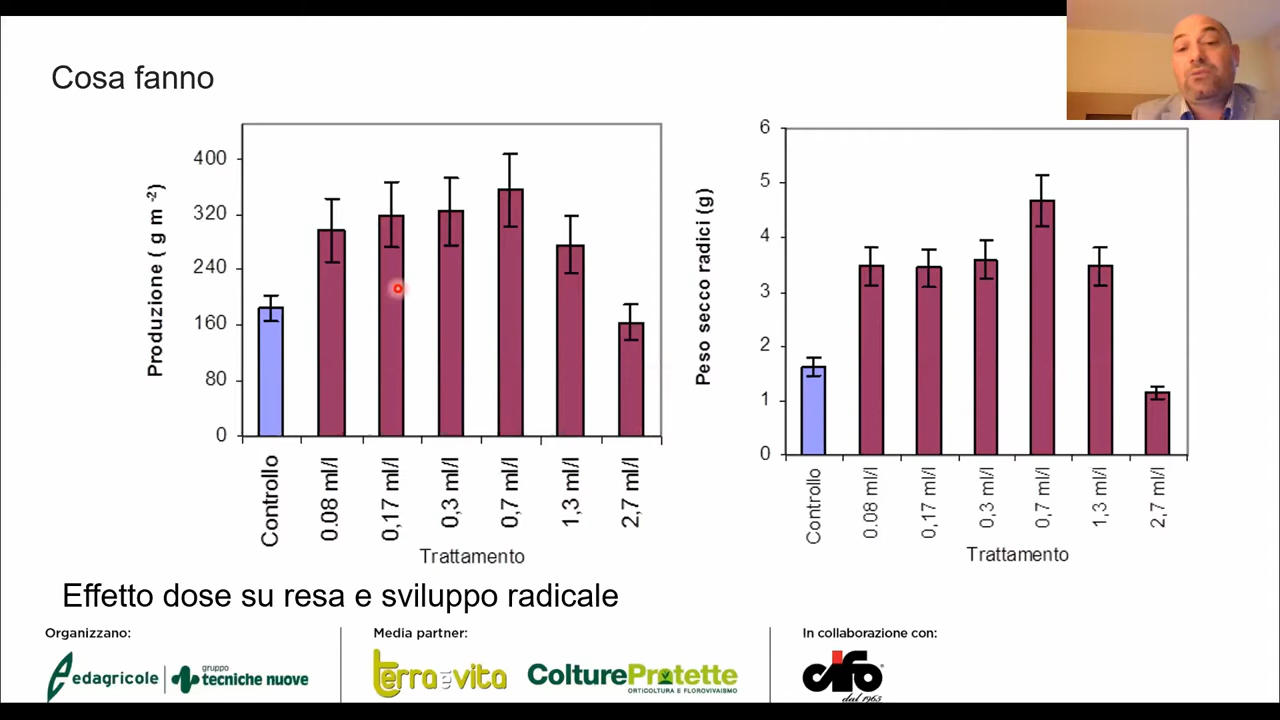 Cosa fanno
Produzione ( g m -2)
400
320
240
160
80
0
Controllo
0.08 ml/l
0,17 ml/l
0,3 ml/l
0,7 ml/l
1,3 ml/l
2,7 ml/l
Trattamento
Peso secco radici (g)
6
5
4
3
2
1
0
Controllo
0.08 ml/l
0,17 ml/l
0,3 ml/l
0,7 ml/l
1,3 ml/l
2,7 ml/l
Trattamento
Effetto dose su resa e sviluppo radicale
Organizzano:
edagricole
gruppo
tecniche nuove
Media partner:
terraèvita
ColtureProtette
ORTICOLTURA E FLOROVIVAISMO
In collaborazione con:
cifo
dal 1965